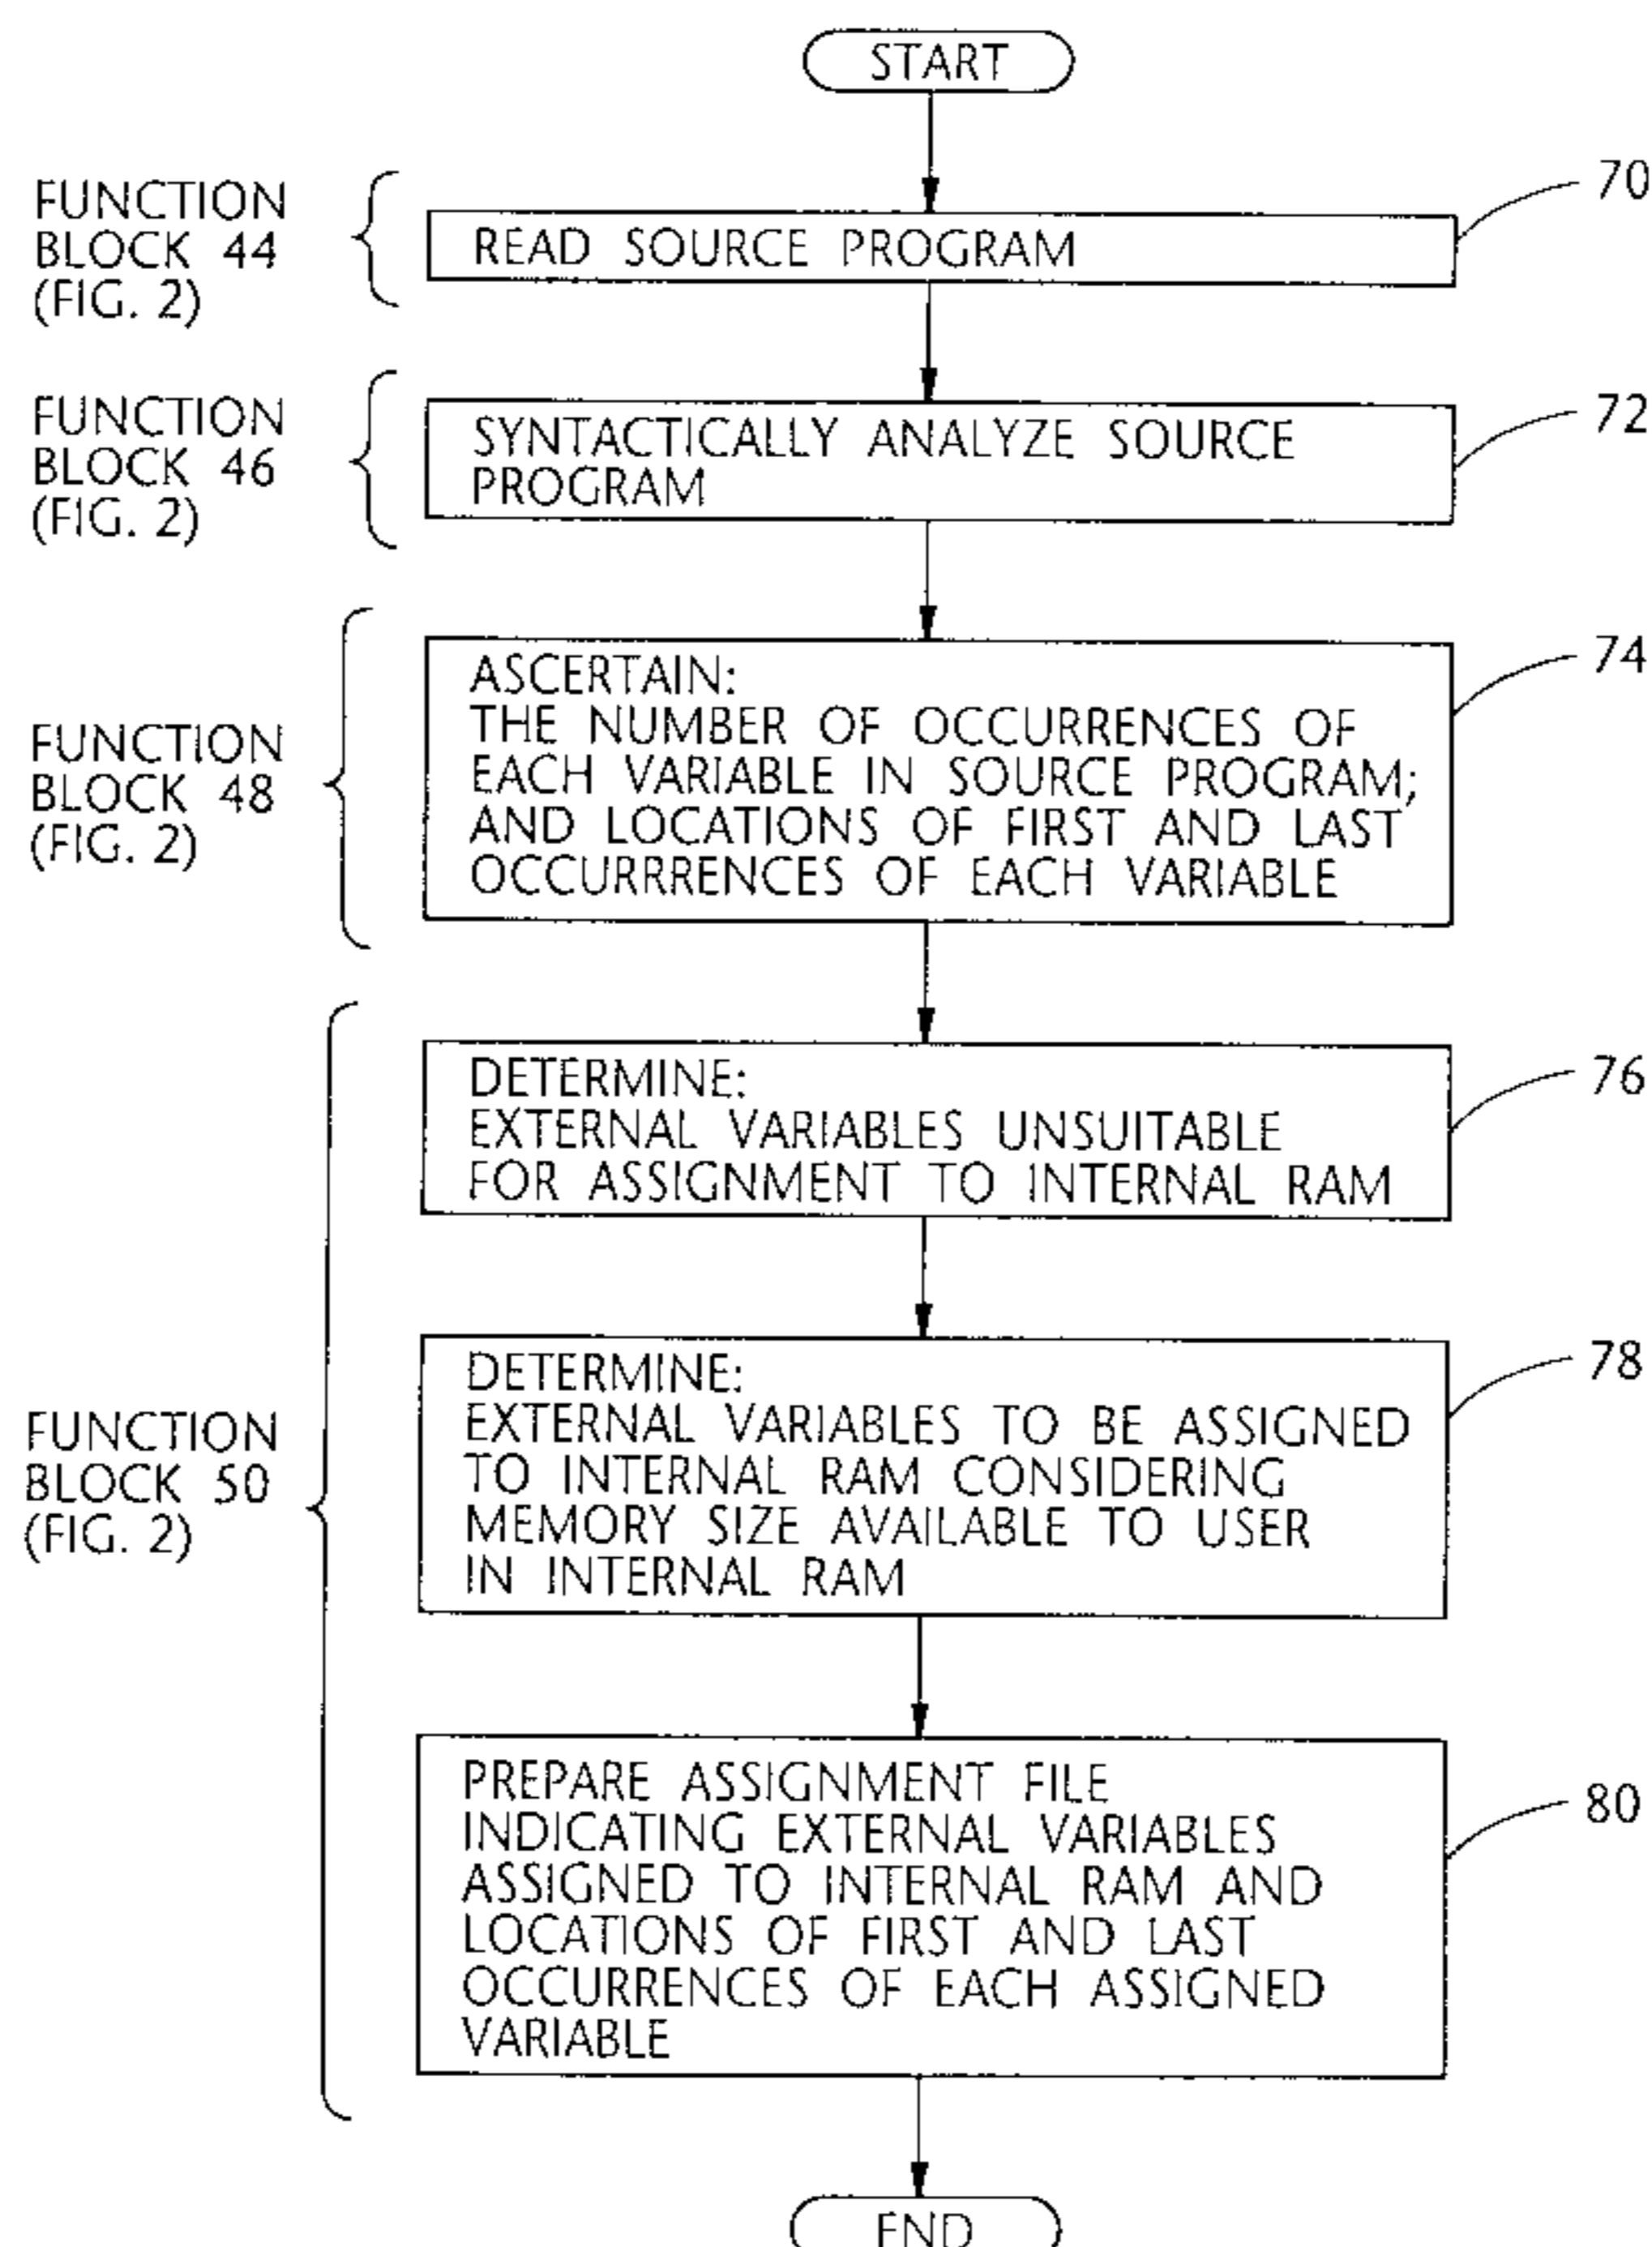 START
FUNCTION
BLOCK 44
(FIG. 2)
READ SOURCE PROGRAM
70
FUNCTION
BLOCK 46
(FIG. 2)
SYNTACTICALLY ANALYZE SOURCE
PROGRAM
72
FUNCTION
BLOCK 48
(FIG. 2)
ASCERTAIN:
THE NUMBER OF OCCURRENCES OF
EACH VARIABLE IN SOURCE PROGRAM;
AND LOCATIONS OF FIRST AND LAST
OCCURRRENCES OF EACH VARIABLE
74
DETERMINE:
EXTERNAL VARIABLES UNSUITABLE
FOR ASSIGNMENT TO INTERNAL RAM
76
FUNCTION
BLOCK 50
(FIG. 2)
DETERMINE:
EXTERNAL VARIABLES TO BE ASSIGNED
TO INTERNAL RAM CONSIDERING
MEMORY SIZE AVAILABLE TO USER
IN INTERNAL RAM
78
PREPARE ASSIGNMENT FILE
INDICATING EXTERNAL VARIABLES
ASSIGNED TO INTERNAL RAM AND
LOCATIONS OF FIRST AND LAST
OCCURRENCES OF EACH ASSIGNED
VARIABLE
80
END